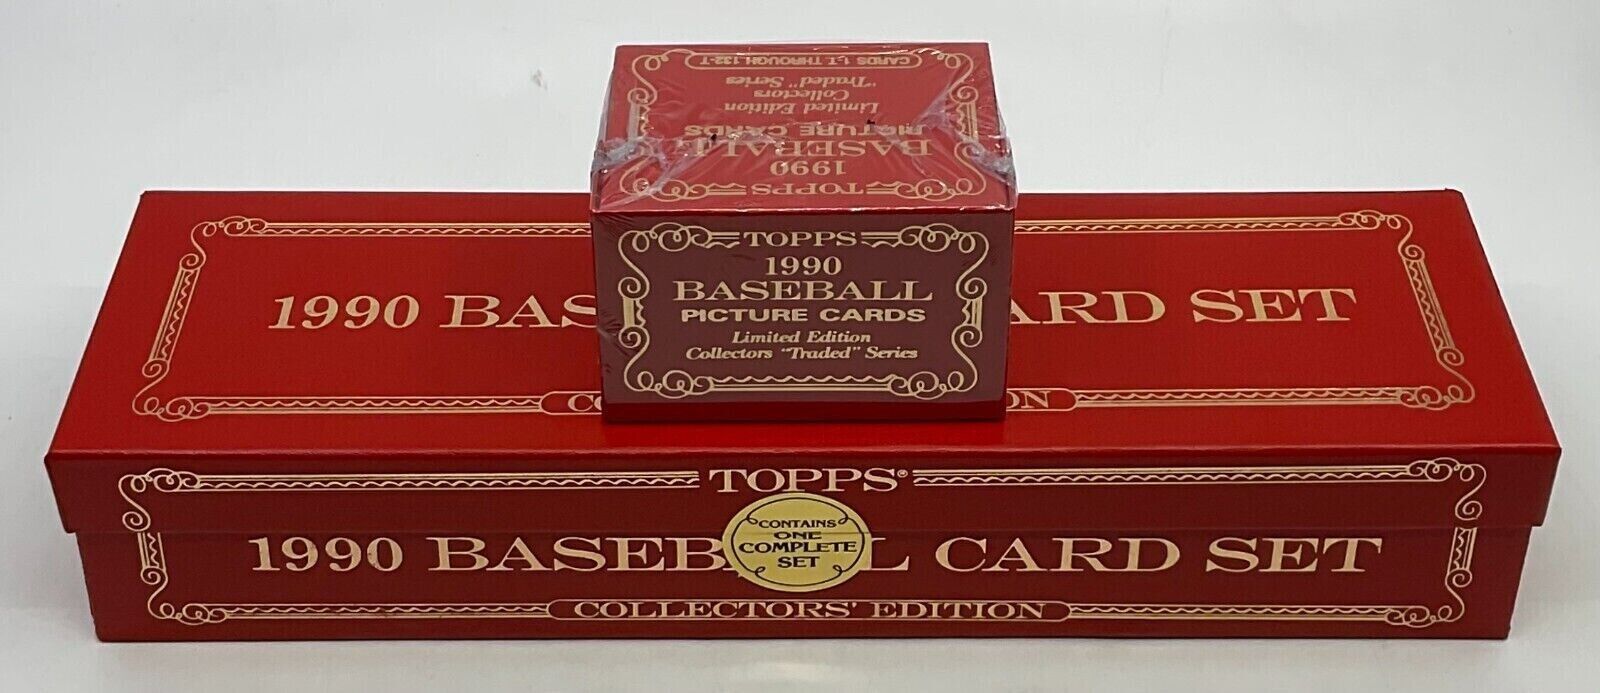 CARDS 1-T THROUGH 132-T
"Traded" Series
Collectors
Limited Edition
PICTURE CARDS
BASEBALL
1990
TOPPS
TOPPS
1990
BASEBALL
PICTURE CARDS
Limited Edition
Collectors "Traded" Series
1990 BAS ARD SET
CO ON
TOPPS®
CONTAINS
ONE
COMPLETE
SET
1990 BASEB L CARD SET
COLLECTORS' EDITION